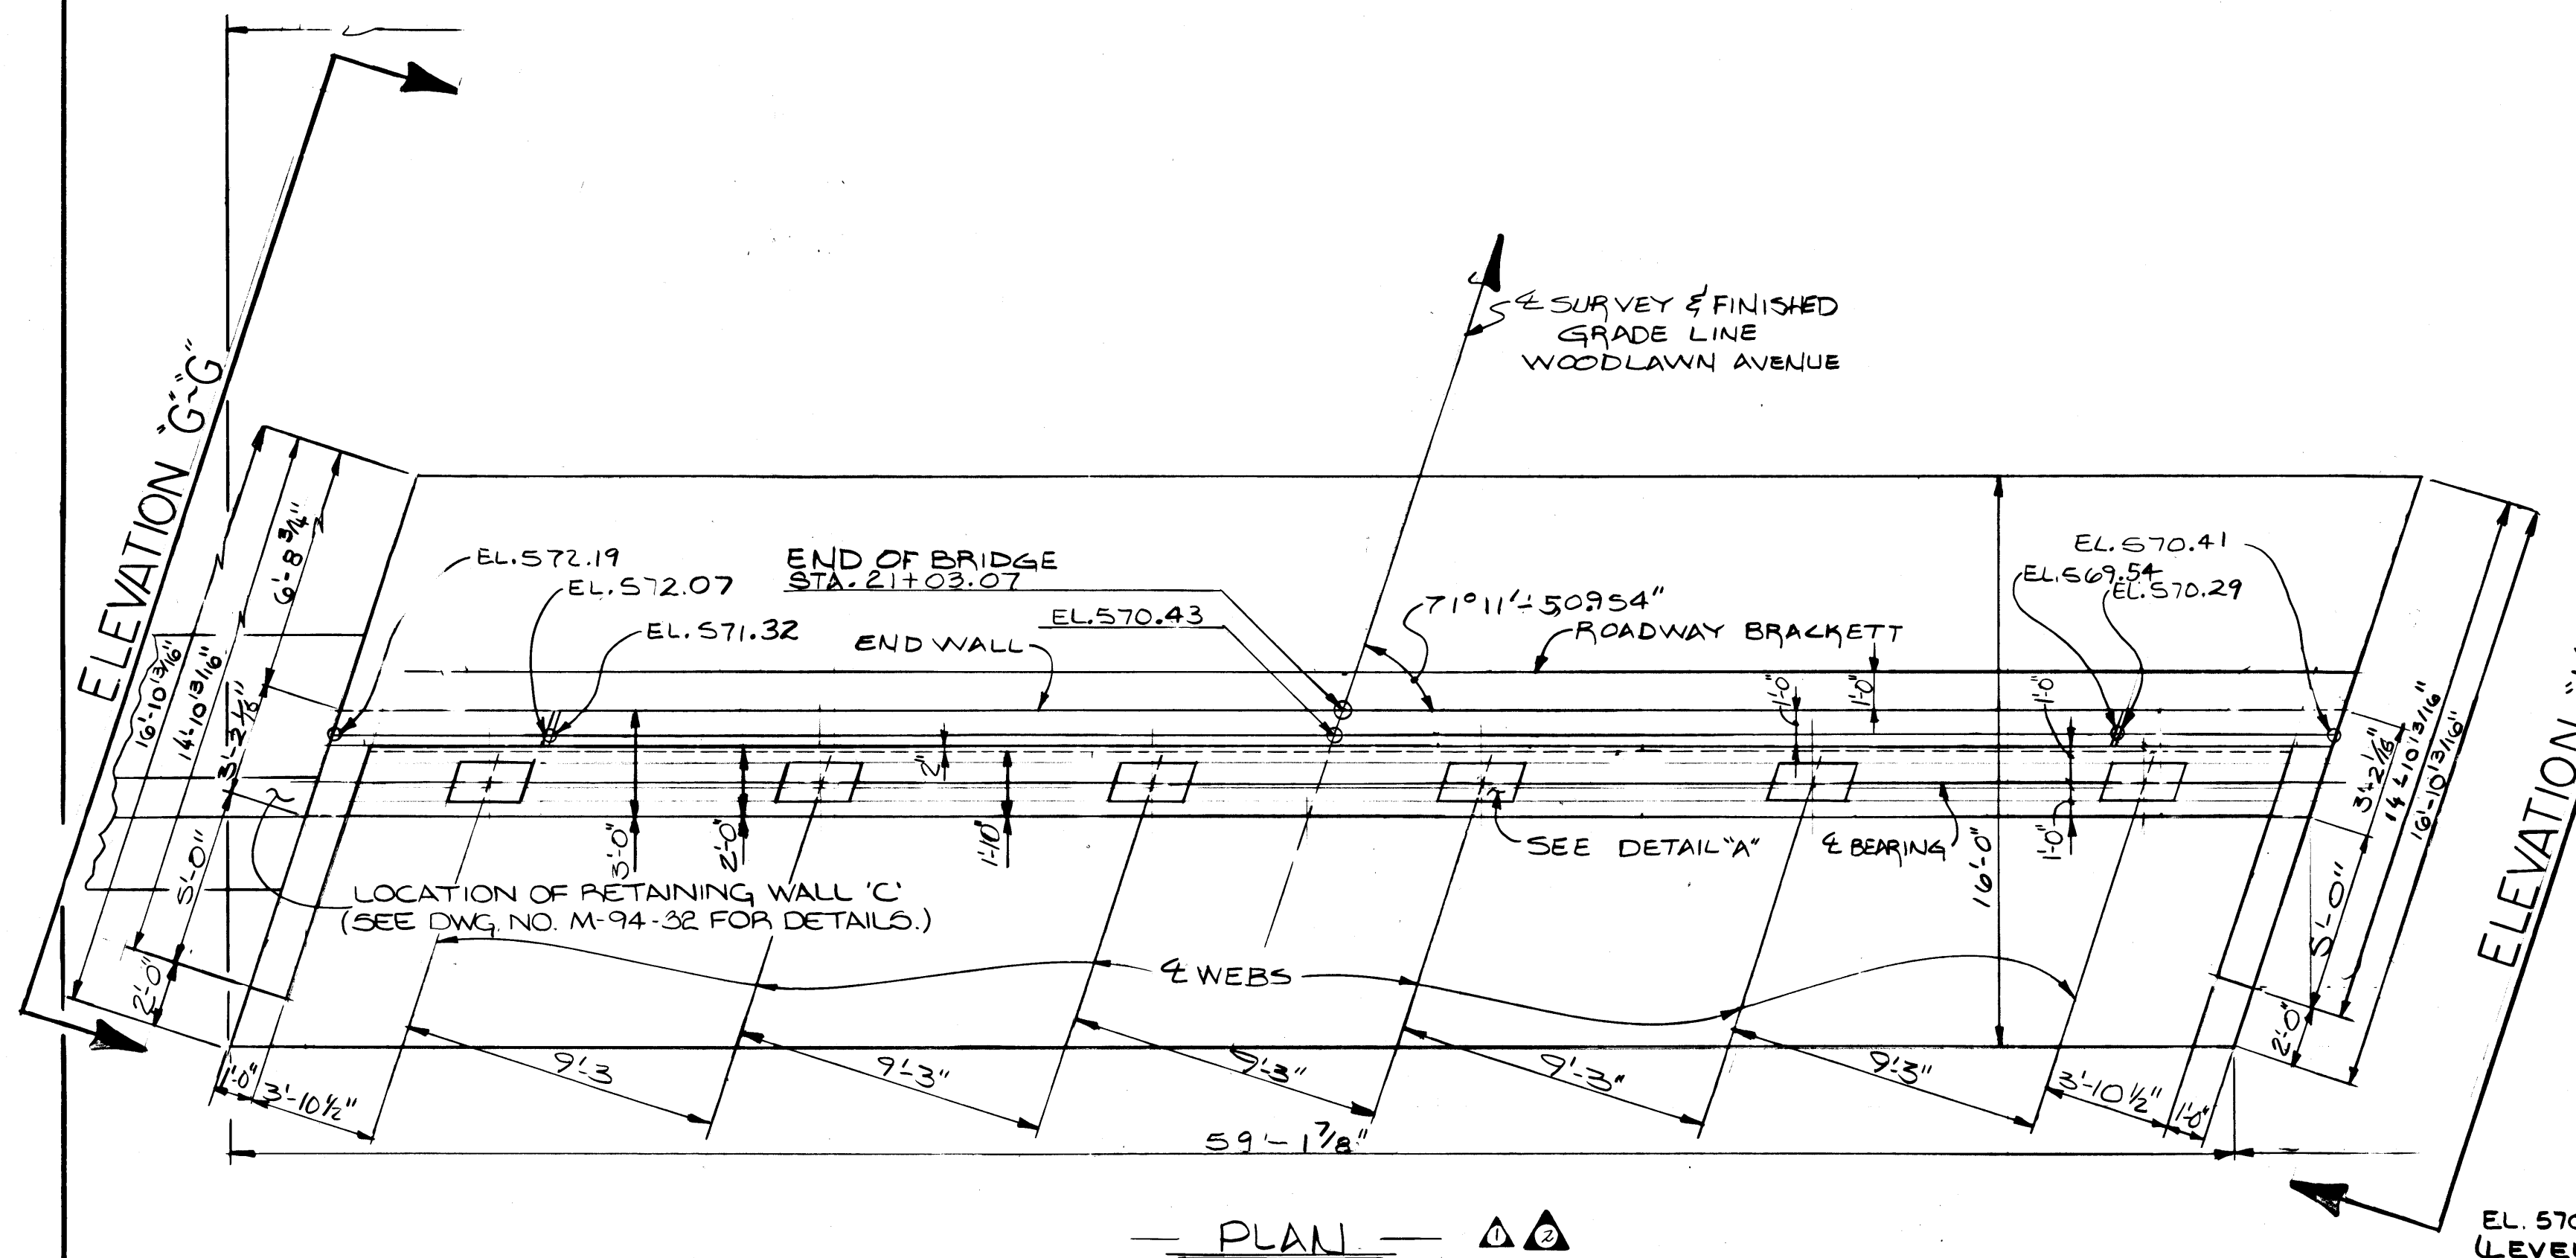 ℄ SURVEY & FINISHED
GRADE LINE
WOODLAWN AVENUE
ELEVATION "G"~"G"
6'-8 3/4"
16'-10 13/16"
14'-10 13/16"
3'-2 1/16"
5'-0"
2'-0"
EL.572.19
EL.572.07
EL.571.32
END OF BRIDGE
STA. 21+03.07
EL.570.43
END WALL
71°11'-50.954"
ROADWAY BRACKETT
EL.570.41
EL.569.54
EL.570.29
1'-0"
1'-0"
1'-0"
2"
3'-0"
2'-0"
1'-10"
SEE DETAIL "A"
℄ BEARING
1'-0"
16'-0"
3'-2 1/16"
14'-10 13/16"
16'-10 13/16"
5'-0"
2'-0"
ELEVATION
LOCATION OF RETAINING WALL 'C'
(SEE DWG. NO. M-94-32 FOR DETAILS.)
℄ WEBS
1'-0"
3'-10 1/2"
9'-3
9'-3"
9'-3"
9'-3"
9'-3"
3'-10 1/2"
1'-0"
59'-1 7/8"
PLAN
1 2
EL. 570
(LEVEL